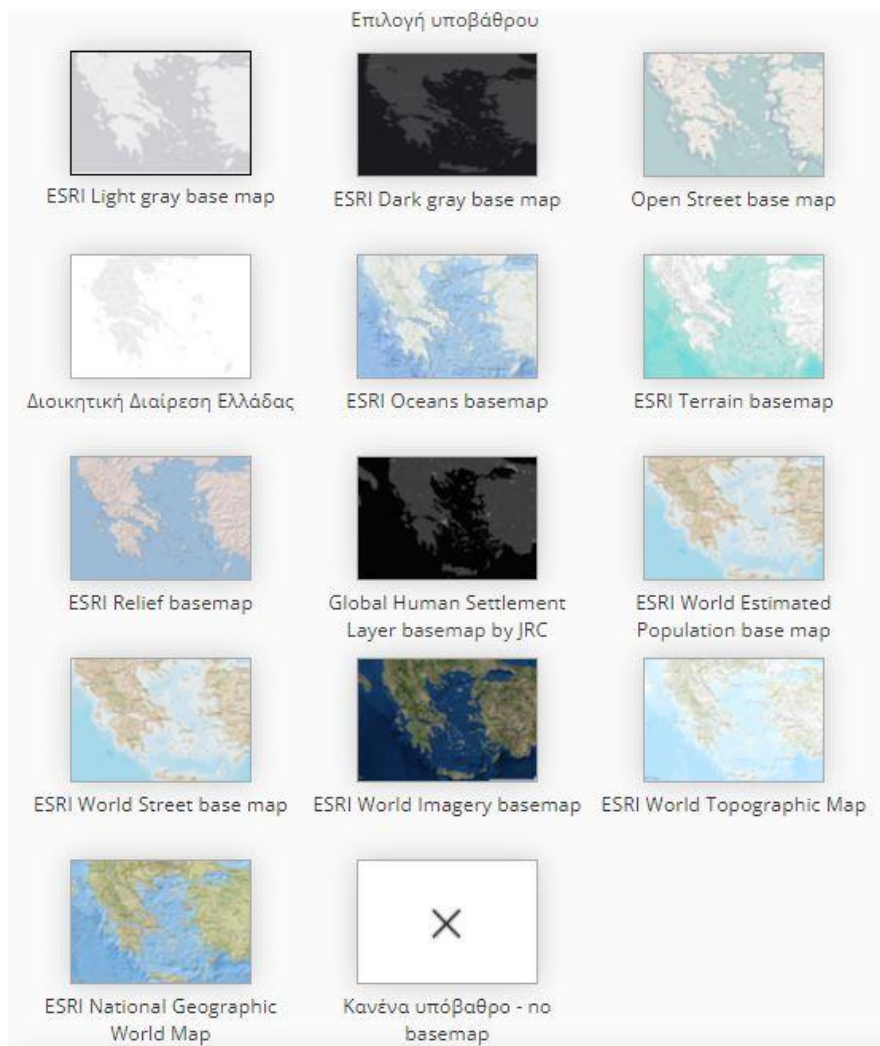 Επιλογή υποβάθρου
ESRI Light gray base map
ESRI Dark gray base map
Open Street base map
Διοικητική Διαίρεση Ελλάδας
ESRI Oceans basemap
ESRI Terrain basemap
ESRI Relief basemap
Global Human Settlement
Layer basemap by JRC
ESRI World Estimated
Population base map
ESRI World Street base map
ESRI World Imagery basemap
ESRI World Topographic Map
ESRI National Geographic
World Map
Κανένα υπόβαθρο - no
basemap